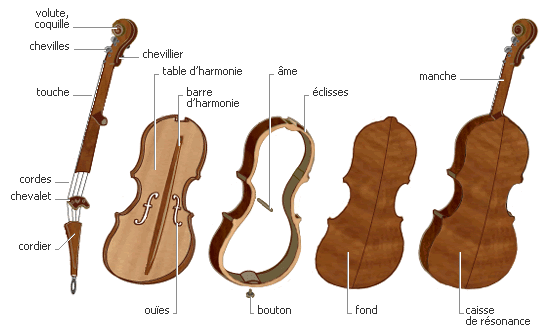 volute,
coquille
chevilles
chevillier
table d'harmonie
âme
barre
d'harmonie
éclisses
manche
touche
cordes
chevalet
cordier
ouïes
bouton
fond
caisse
de résonance